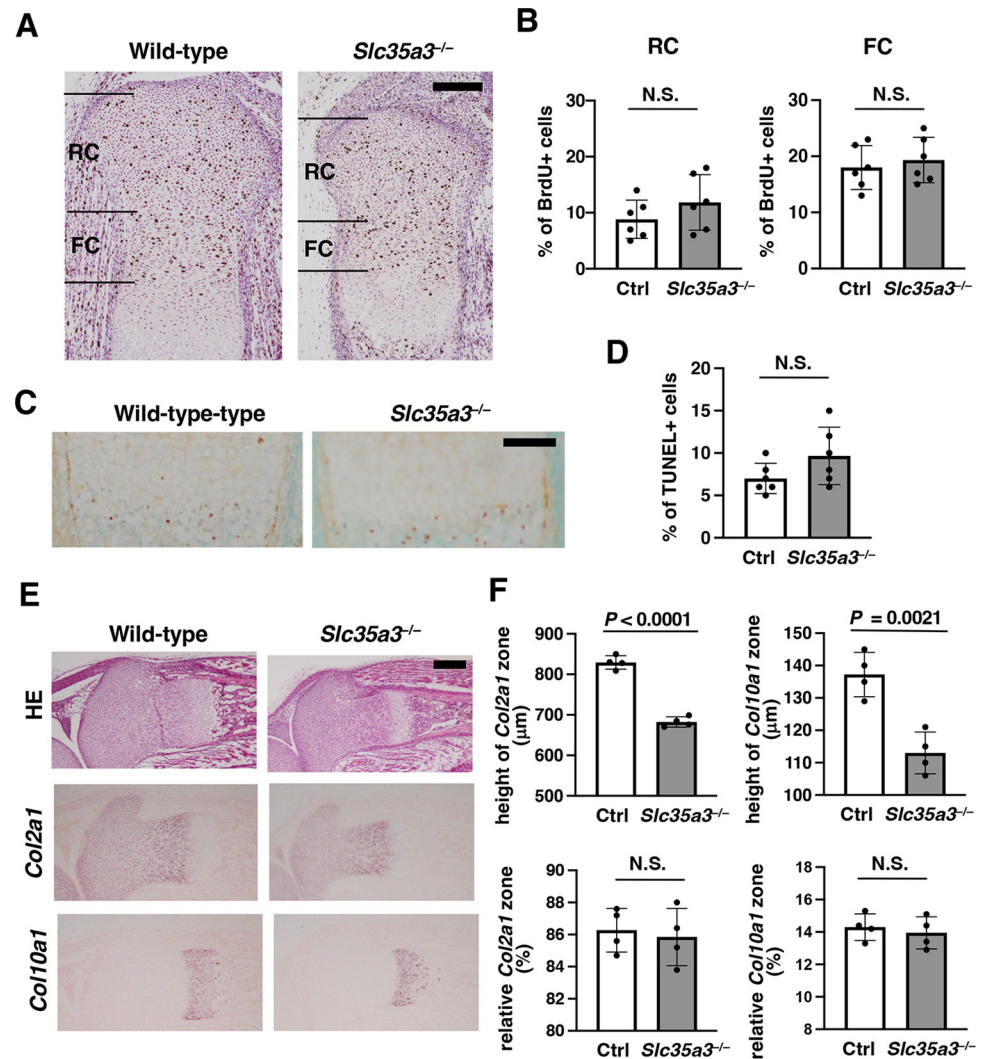 A
Wild-type
Slc35a3–/–
RC
FC
RC
FC
B
RC
FC
N.S.
N.S.
% of BrdU+ cells
30
20
10
0
Ctrl
Slc35a3–/–
% of BrdU+ cells
30
20
10
0
Ctrl
Slc35a3–/–
C
Wild-type-type
Slc35a3–/–
D
N.S.
% of TUNEL+ cells
20
15
10
5
0
Ctrl
Slc35a3–/–
E
Wild-type
Slc35a3–/–
HE
Col2a1
Col10a1
F
P < 0.0001
height of Col2a1 zone
(μm)
900
800
700
600
500
Ctrl
Slc35a3–/–
P = 0.0021
height of Col10a1 zone
(μm)
150
140
130
120
110
100
Ctrl
Slc35a3–/–
N.S.
relative Col2a1 zone
(%)
90
88
86
84
82
80
Ctrl
Slc35a3–/–
N.S.
relative Col10a1 zone
(%)
18
16
14
12
10
8
Ctrl
Slc35a3–/–